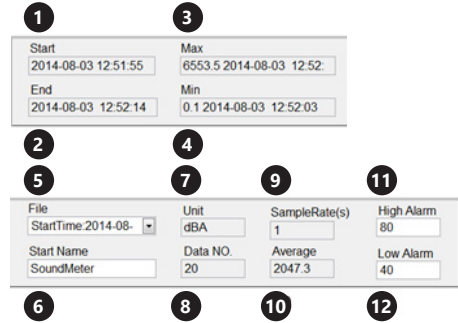 1 3
Start Max
2014-08-03 12:51:55 6553.5 2014-08-03 12:52:
End Min
2014-08-03 12:52:14 0.1 2014-08-03 12:52:03
2 4
5 7 9 11
File Unit SampleRate(s) High Alarm
StartTime:2014-08- dBA 1 80
Start Name Data NO. Average Low Alarm
SoundMeter 20 2047.3 40
6 8 10 12